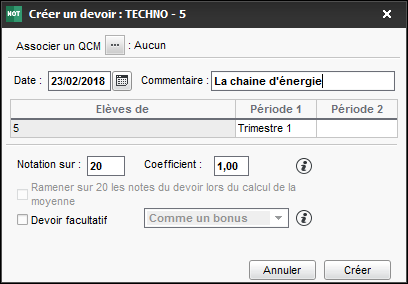 NOT Créer un devoir : TECHNO - 5
Associer un QCM ... : Aucun
Date : 23/02/2018 Commentaire : La chaine d'énergie
Elèves de Période 1 Période 2
5 Trimestre 1
Notation sur : 20 Coefficient : 1,00
Ramener sur 20 les notes du devoir lors du calcul de la
moyenne
Devoir facultatif Comme un bonus
Annuler Créer